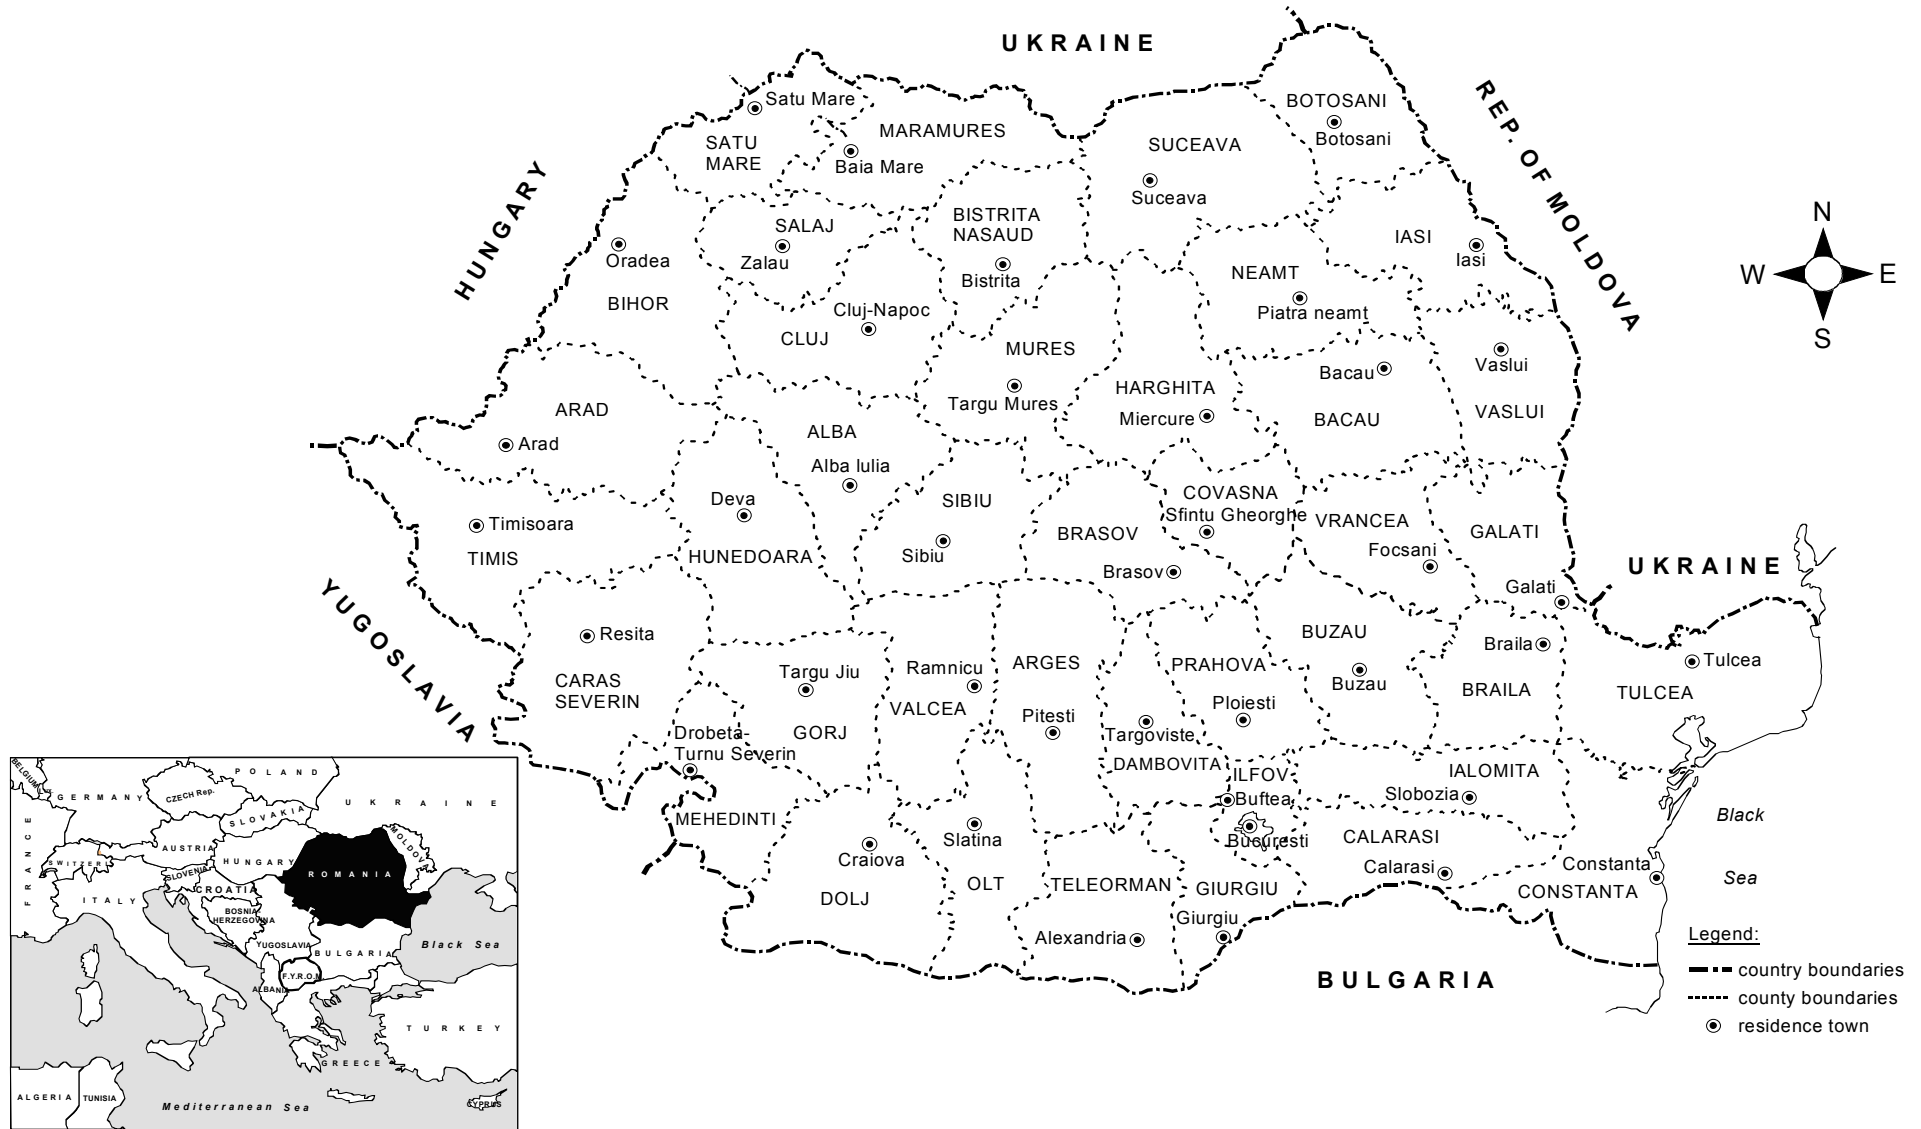 UKRAINE
REP. OF MOLDOVA
HUNGARY
YUGOSLAVIA
UKRAINE
BULGARIA
Black
Sea
N
W
E
S
Satu Mare
SATU
MARE
MARAMURES
Baia Mare
SUCEAVA
Suceava
BOTOSANI
Botosani
Oradea
BIHOR
SALAJ
Zalau
BISTRITA
NASAUD
Bistrita
IASI
Iasi
NEAMT
Piatra neamt
Cluj-Napoc
CLUJ
MURES
Targu Mures
HARGHITA
Miercure
Bacau
BACAU
Vaslui
VASLUI
ARAD
Arad
ALBA
Alba Iulia
Timisoara
TIMIS
Deva
HUNEDOARA
SIBIU
Sibiu
BRASOV
Brasov
COVASNA
Sfintu Gheorghe
VRANCEA
Focsani
GALATI
Galati
Resita
CARAS
SEVERIN
Targu Jiu
GORJ
Ramnicu
VALCEA
ARGES
Pitesti
PRAHOVA
Ploiesti
Targoviste
DAMBOVITA
BUZAU
Buzau
Braila
BRAILA
Tulcea
TULCEA
Drobeta-
Turnu Severin
MEHEDINTI
ILFOV
Buftea
Bucuresti
IALOMITA
Slobozia
CALARASI
Calarasi
Constanta
CONSTANTA
Craiova
DOLJ
Slatina
OLT
TELEORMAN
Alexandria
GIURGIU
Giurgiu
Legend:
country boundaries
county boundaries
residence town
BELGIUM
GERMANY
POLAND
CZECH Rep.
UKRAINE
SLOVAKIA
FRANCE
AUSTRIA
MOLDOVA
SWITZERL
HUNGARY
ROMANIA
SLOVENIA
CROATIA
ITALY
BOSNIA-
HERZEGOVINA
YUGOSLAVIA
BULGARIA
Black Sea
F.Y.R.O.M.
ALBANIA
TURKEY
GREECE
ALGERIA
TUNISIA
Mediterranean Sea
CYPRUS